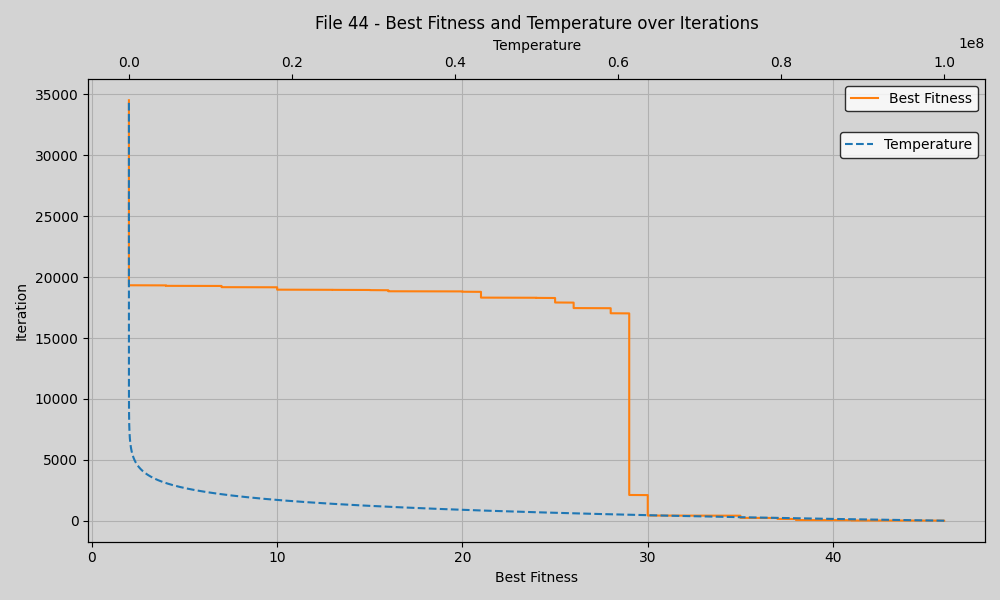 File 44 - Best Fitness and Temperature over Iterations
Temperature
1e8
0.0 0.2 0.4 0.6 0.8 1.0
Best Fitness
Temperature
35000
30000
25000
20000
15000
10000
5000
0
Iteration
0 10 20 30 40
Best Fitness